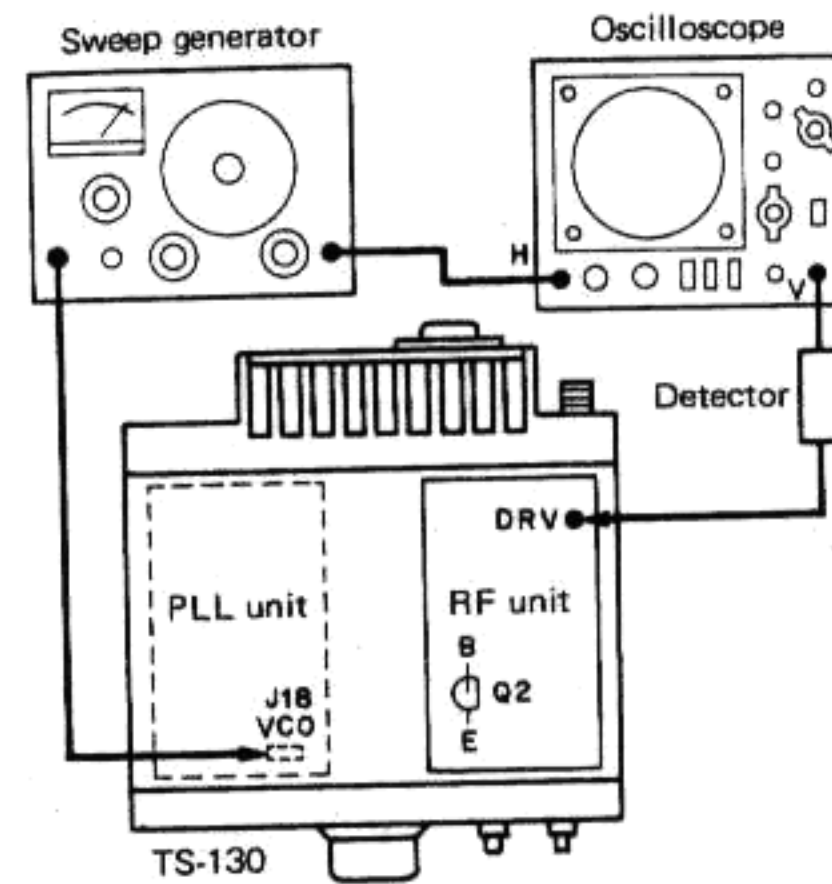 Sweep generator
Oscilloscope
H
V
Detector
DRV
PLL unit
RF unit
B
Q2
E
J18
VCO
TS-130